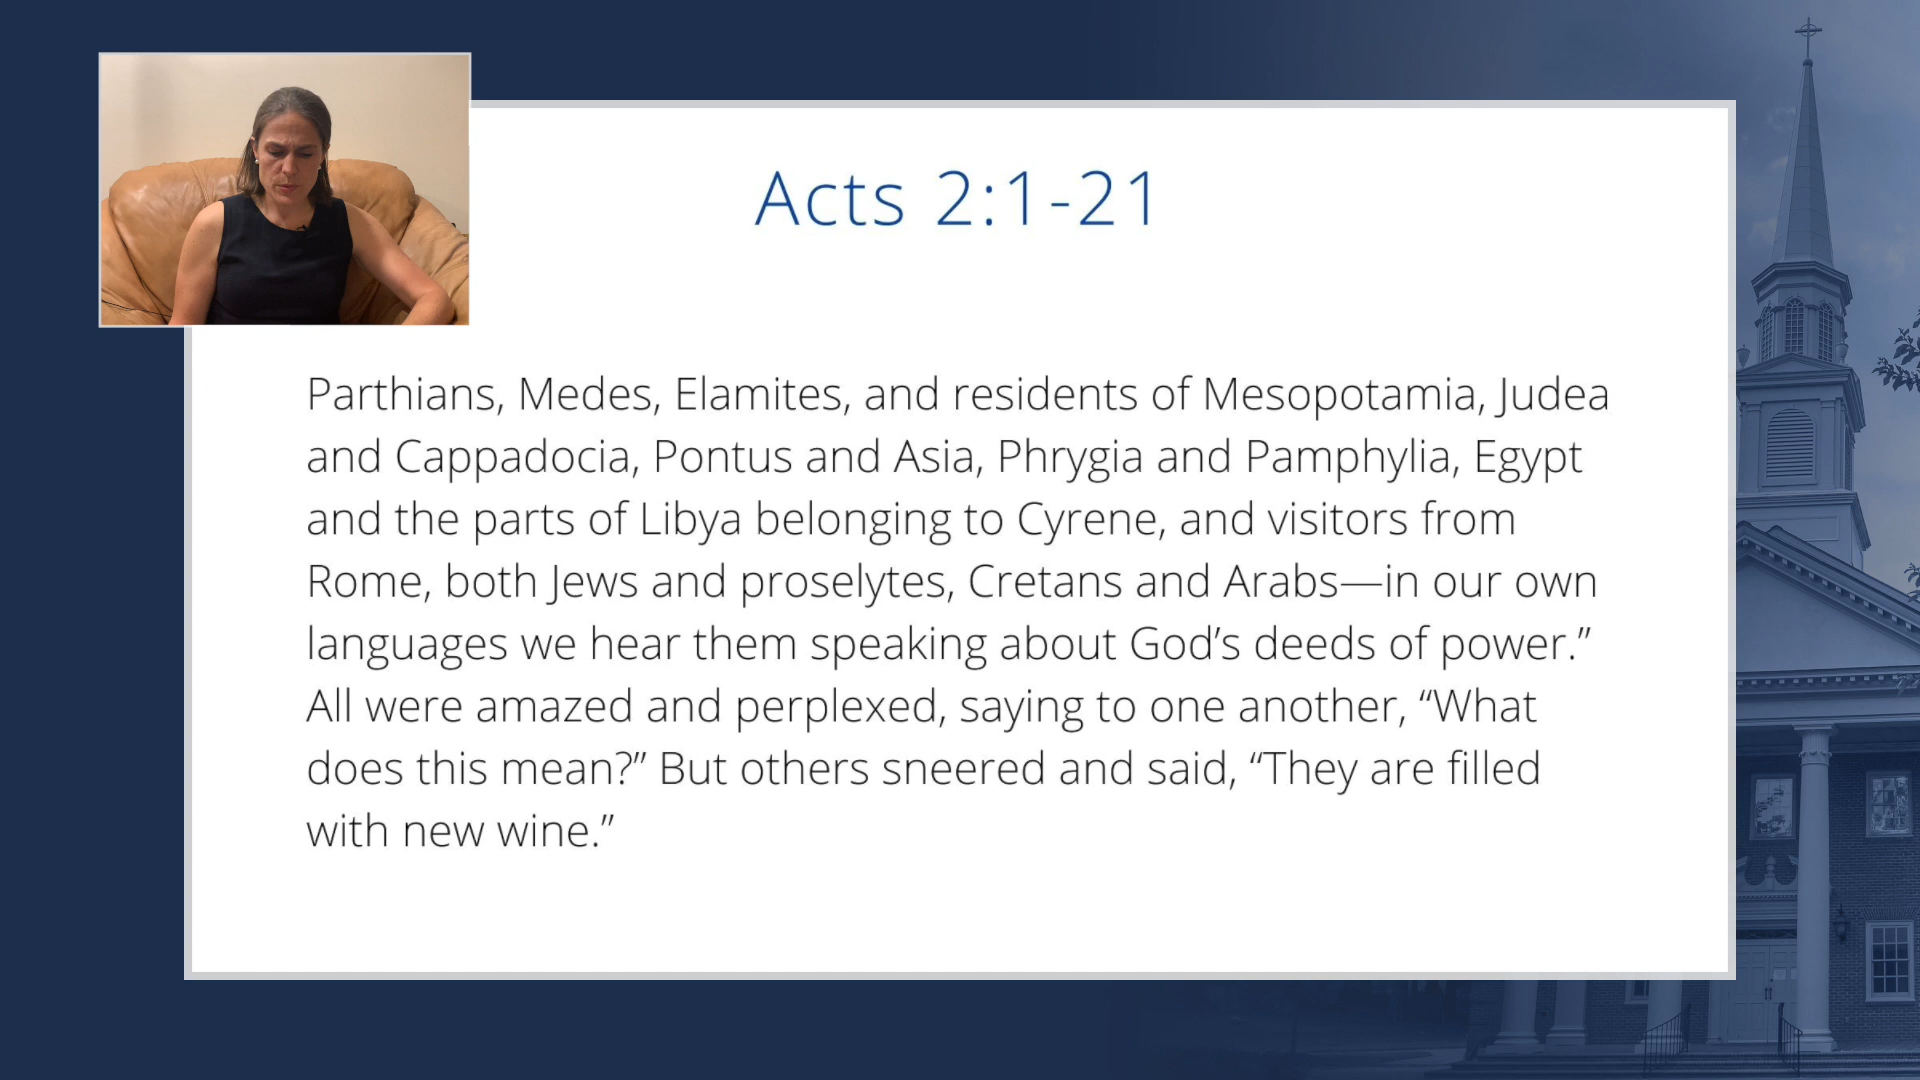 Acts 2:1-21
Parthians, Medes, Elamites, and residents of Mesopotamia, Judea
and Cappadocia, Pontus and Asia, Phrygia and Pamphylia, Egypt
and the parts of Libya belonging to Cyrene, and visitors from
Rome, both Jews and proselytes, Cretans and Arabs—in our own
languages we hear them speaking about God’s deeds of power.”
All were amazed and perplexed, saying to one another, “What
does this mean?” But others sneered and said, “They are filled
with new wine.”